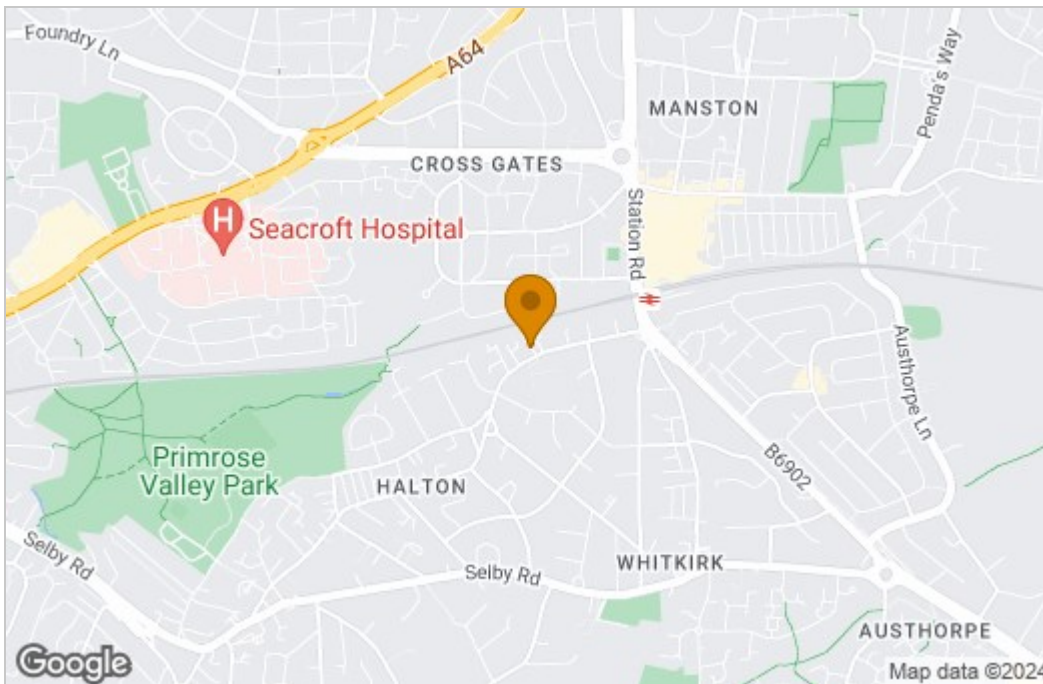 Foundry Ln
A64
MANSTON
Penda's Way
CROSS GATES
Station Rd
H
Seacroft Hospital
Austhorpe Ln
Primrose
Valley Park
HALTON
B6902
Selby Rd
Selby Rd
WHITKIRK
AUSTHORPE
Google
Map data ©2024